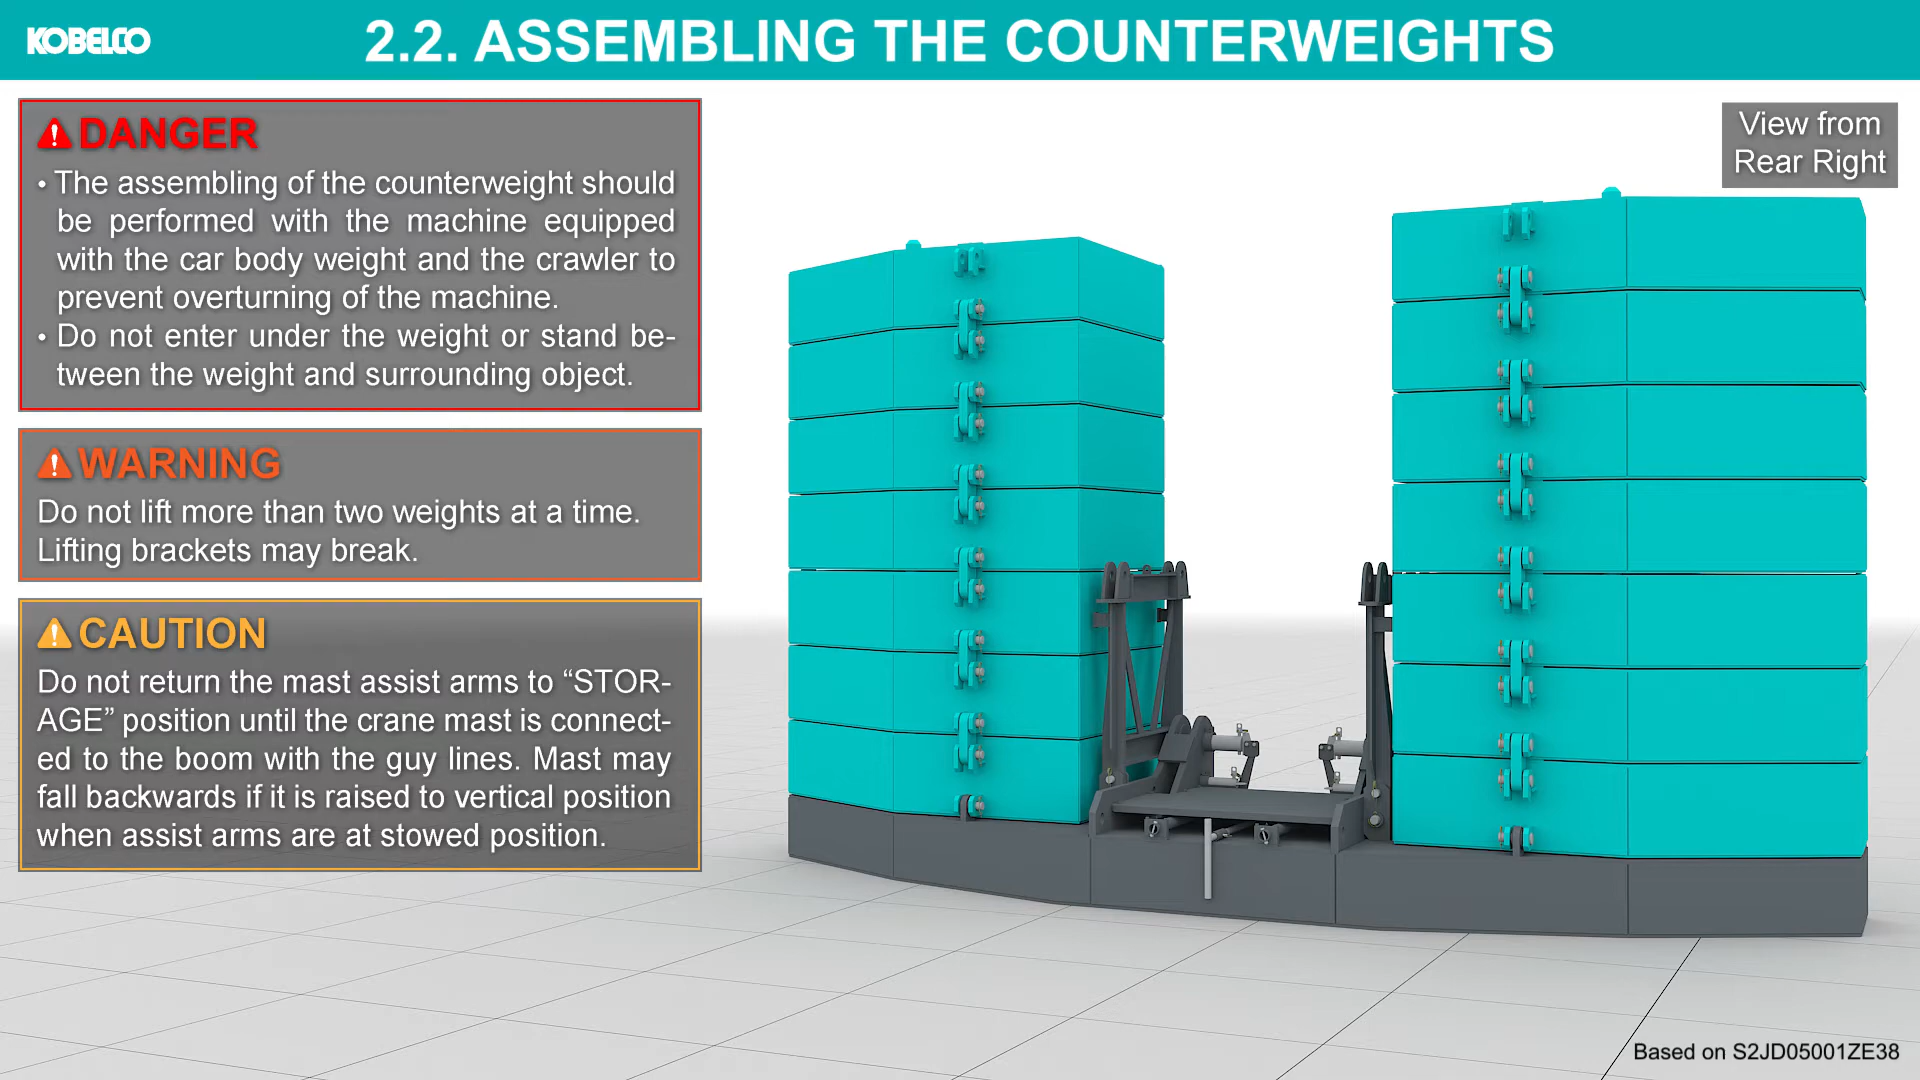 KOBELCO
2.2. ASSEMBLING THE COUNTERWEIGHTS
DANGER
• The assembling of the counterweight should
be performed with the machine equipped
with the car body weight and the crawler to
prevent overturning of the machine.
• Do not enter under the weight or stand be-
tween the weight and surrounding object.
WARNING
Do not lift more than two weights at a time.
Lifting brackets may break.
CAUTION
Do not return the mast assist arms to “STOR-
AGE” position until the crane mast is connect-
ed to the boom with the guy lines. Mast may
fall backwards if it is raised to vertical position
when assist arms are at stowed position.
View from
Rear Right
Based on S2JD05001ZE38